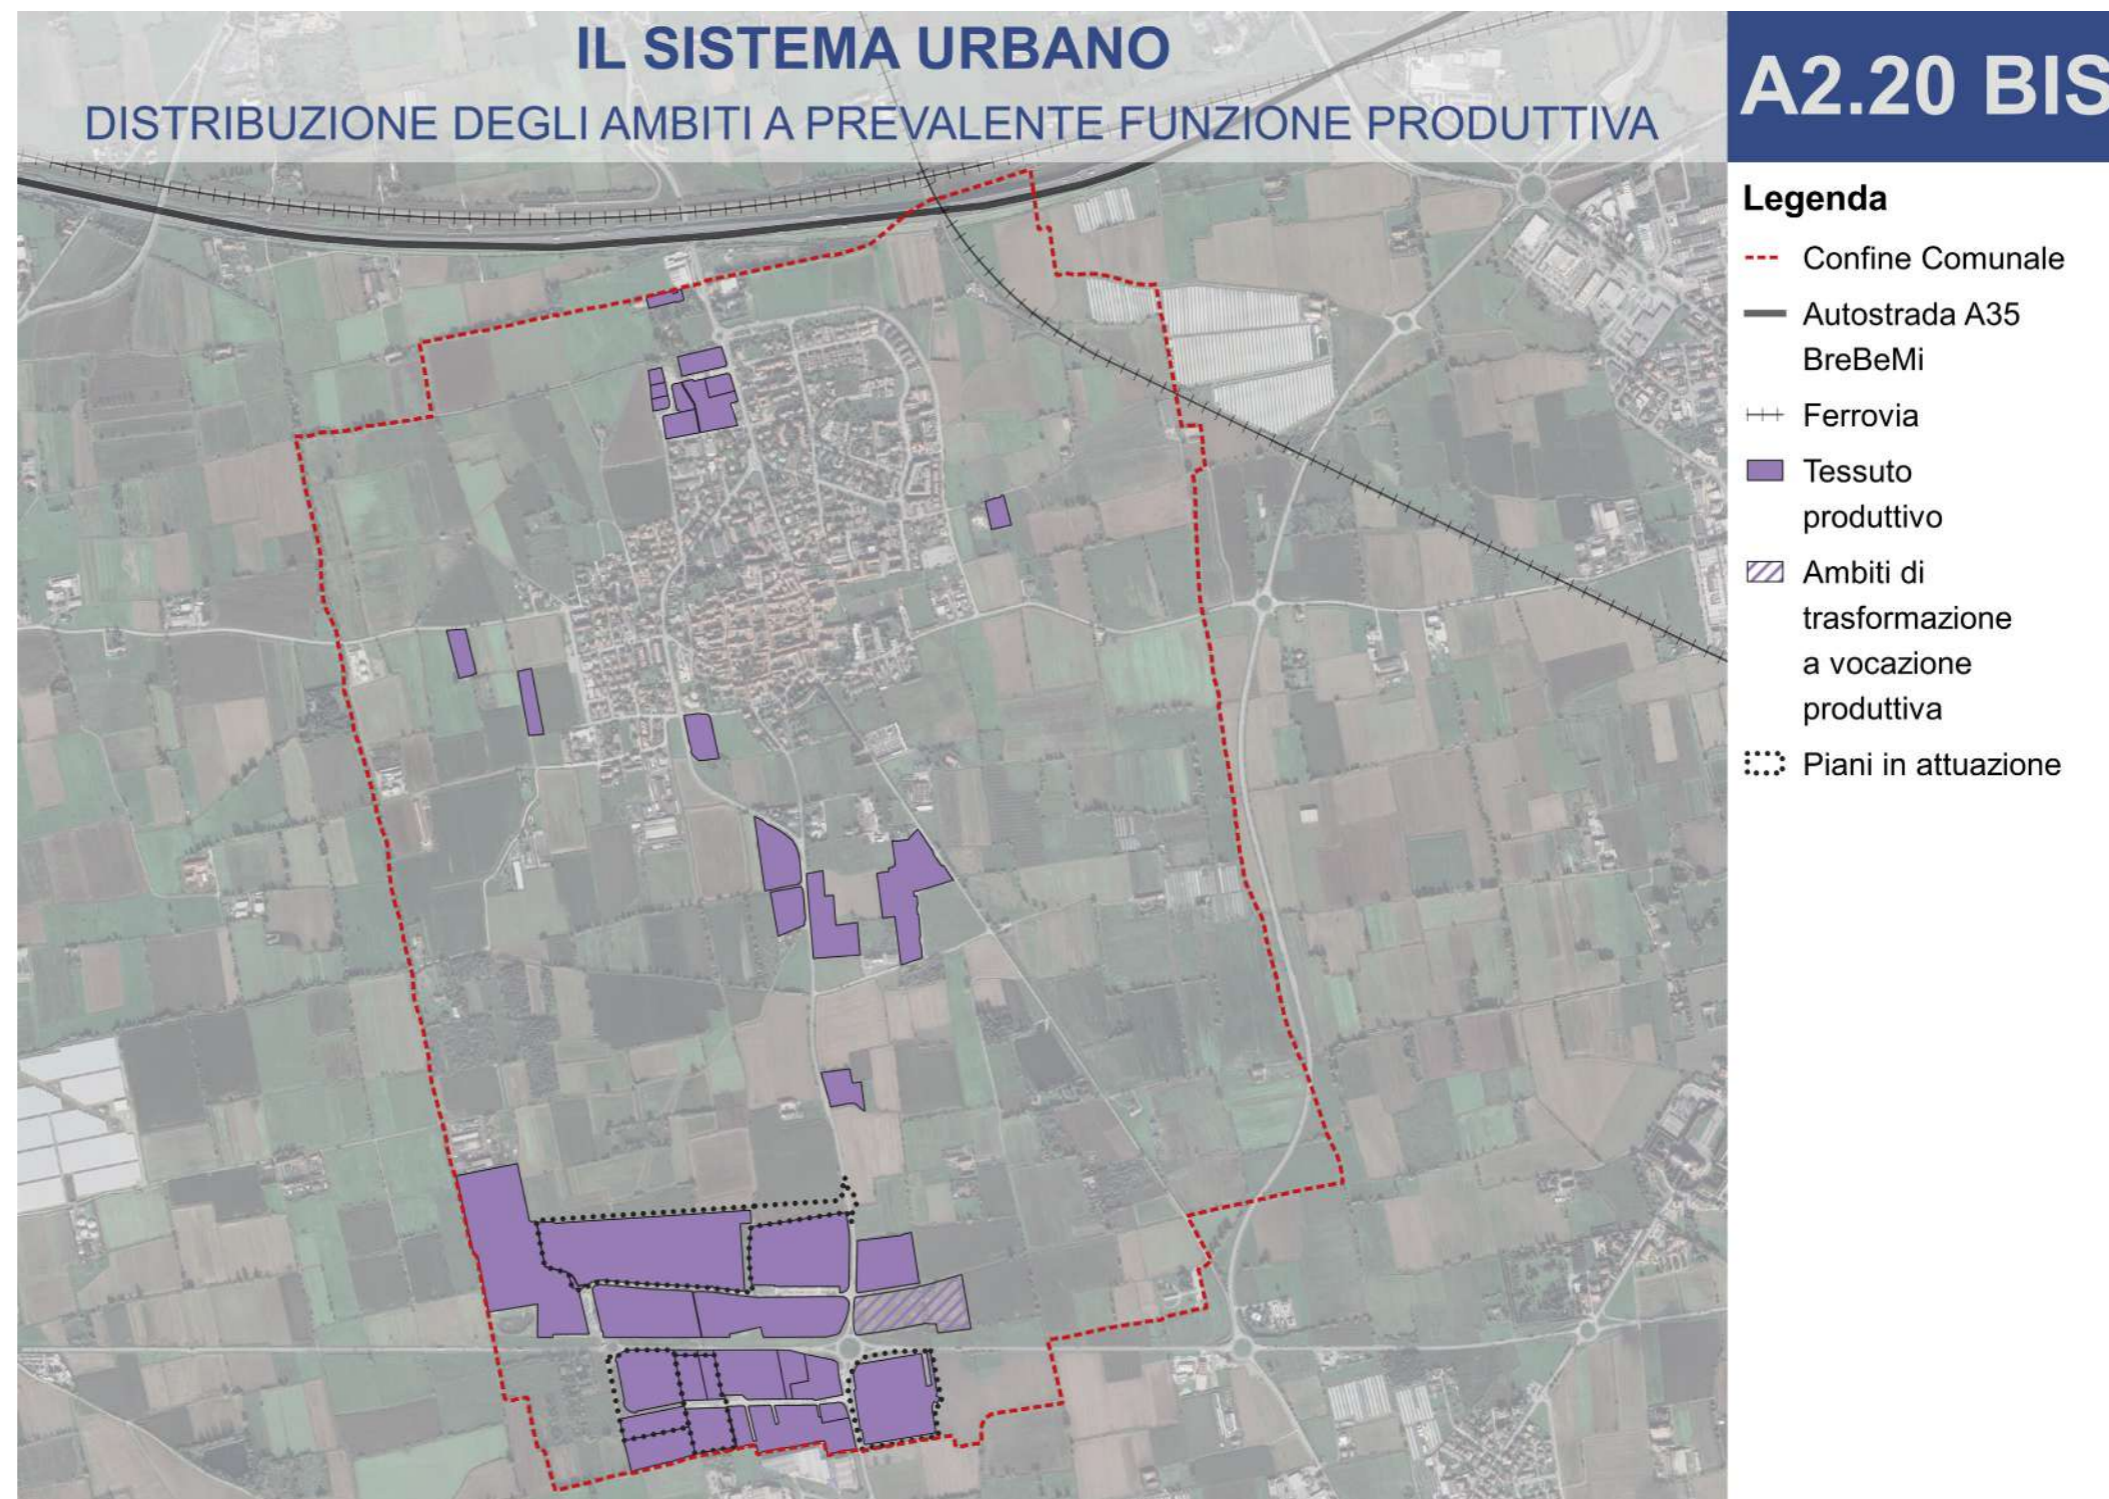 IL SISTEMA URBANO
DISTRIBUZIONE DEGLI AMBITI A PREVALENTE FUNZIONE PRODUTTIVA
A2.20 BIS
Legenda
Confine Comunale
Autostrada A35
BreBeMi
Ferrovia
Tessuto
produttivo
Ambiti di
trasformazione
a vocazione
produttiva
Piani in attuazione